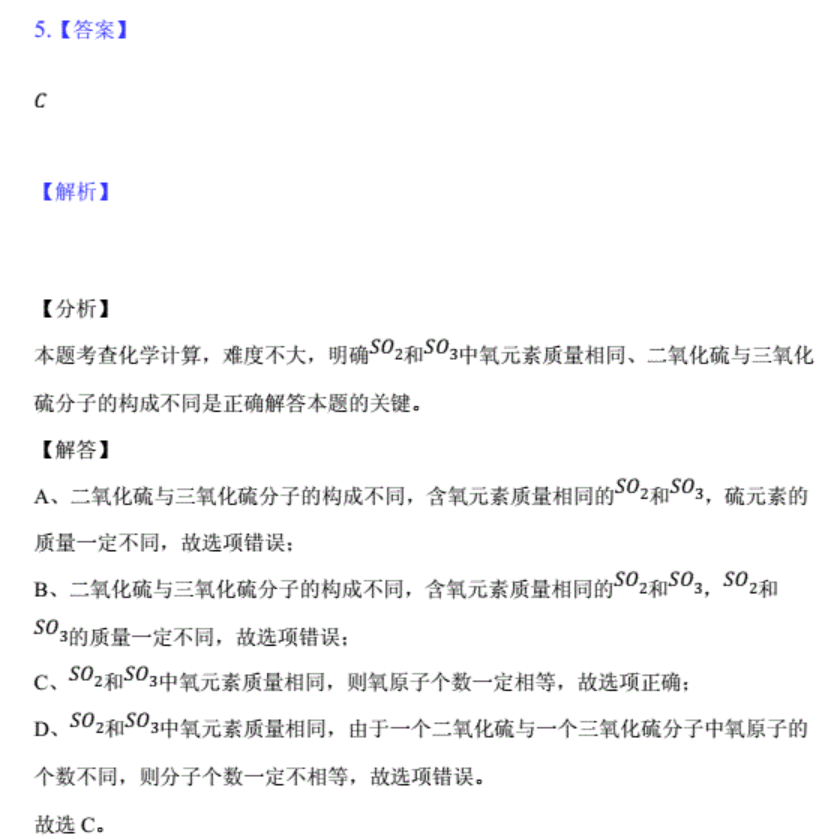 5.【答案】
C
【解析】
【分析】
本题考查化学计算，难度不大，明确SO₂和SO₃中氧元素质量相同、二氧化硫与三氧化
硫分子的构成不同是正确解答本题的关键。
【解答】
A、二氧化硫与三氧化硫分子的构成不同，含氧元素质量相同的SO₂和SO₃，硫元素的
质量一定不同，故选项错误；
B、二氧化硫与三氧化硫分子的构成不同，含氧元素质量相同的SO₂和SO₃，SO₂和
SO₃的质量一定不同，故选项错误；
C、SO₂和SO₃中氧元素质量相同，则氧原子个数一定相等，故选项正确；
D、SO₂和SO₃中氧元素质量相同，由于一个二氧化硫与一个三氧化硫分子中氧原子的
个数不同，则分子个数一定不相等，故选项错误。
故选 C。